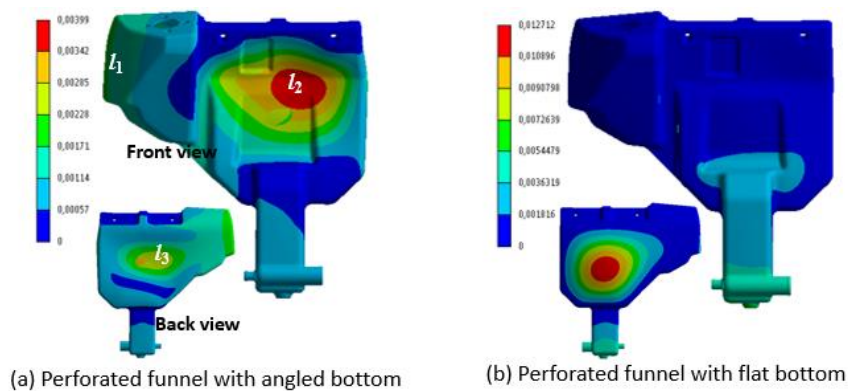 0,00399
0,00342
0,00285
0,00228
0,00171
0,00114
0,00057
0
l1
l2
Front view
l3
Back view
(a) Perforated funnel with angled bottom
0,012712
0,010896
0,0090798
0,0072639
0,0054479
0,0036319
0,001816
0
(b) Perforated funnel with flat bottom